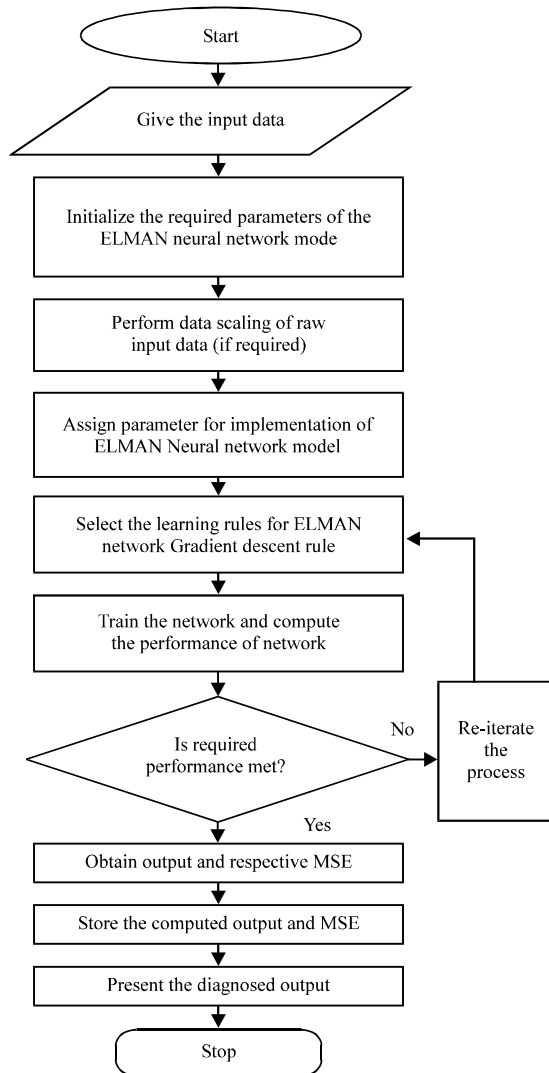 Start
Give the input data
Initialize the required parameters of the
ELMAN neural network mode
Perform data scaling of raw
input data (if required)
Assign parameter for implementation of
ELMAN Neural network model
Select the learning rules for ELMAN
network Gradient descent rule
Train the network and compute
the performance of network
Is required
performance met?
No
Re-iterate
the
process
Yes
Obtain output and respective MSE
Store the computed output and MSE
Present the diagnosed output
Stop